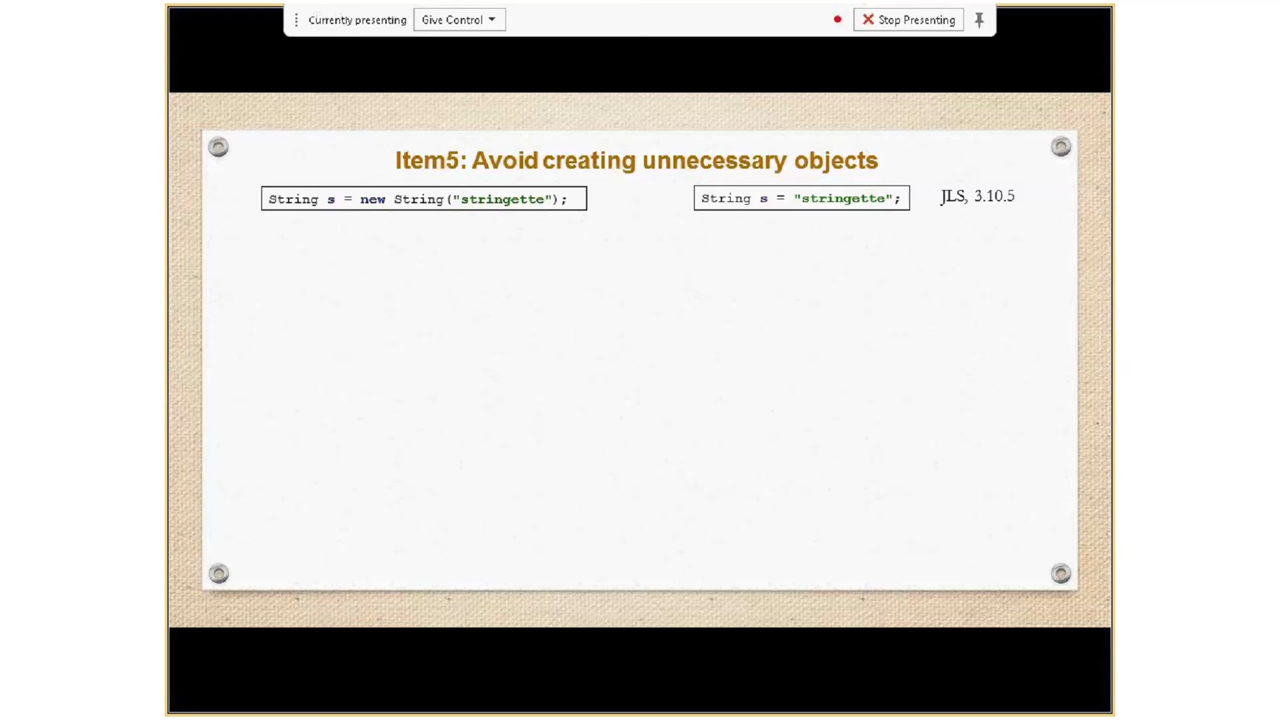 Currently presenting Give Control Stop Presenting
Item5: Avoid creating unnecessary objects
String s = new String("stringette"); String s = "stringette"; JLS, 3.10.5